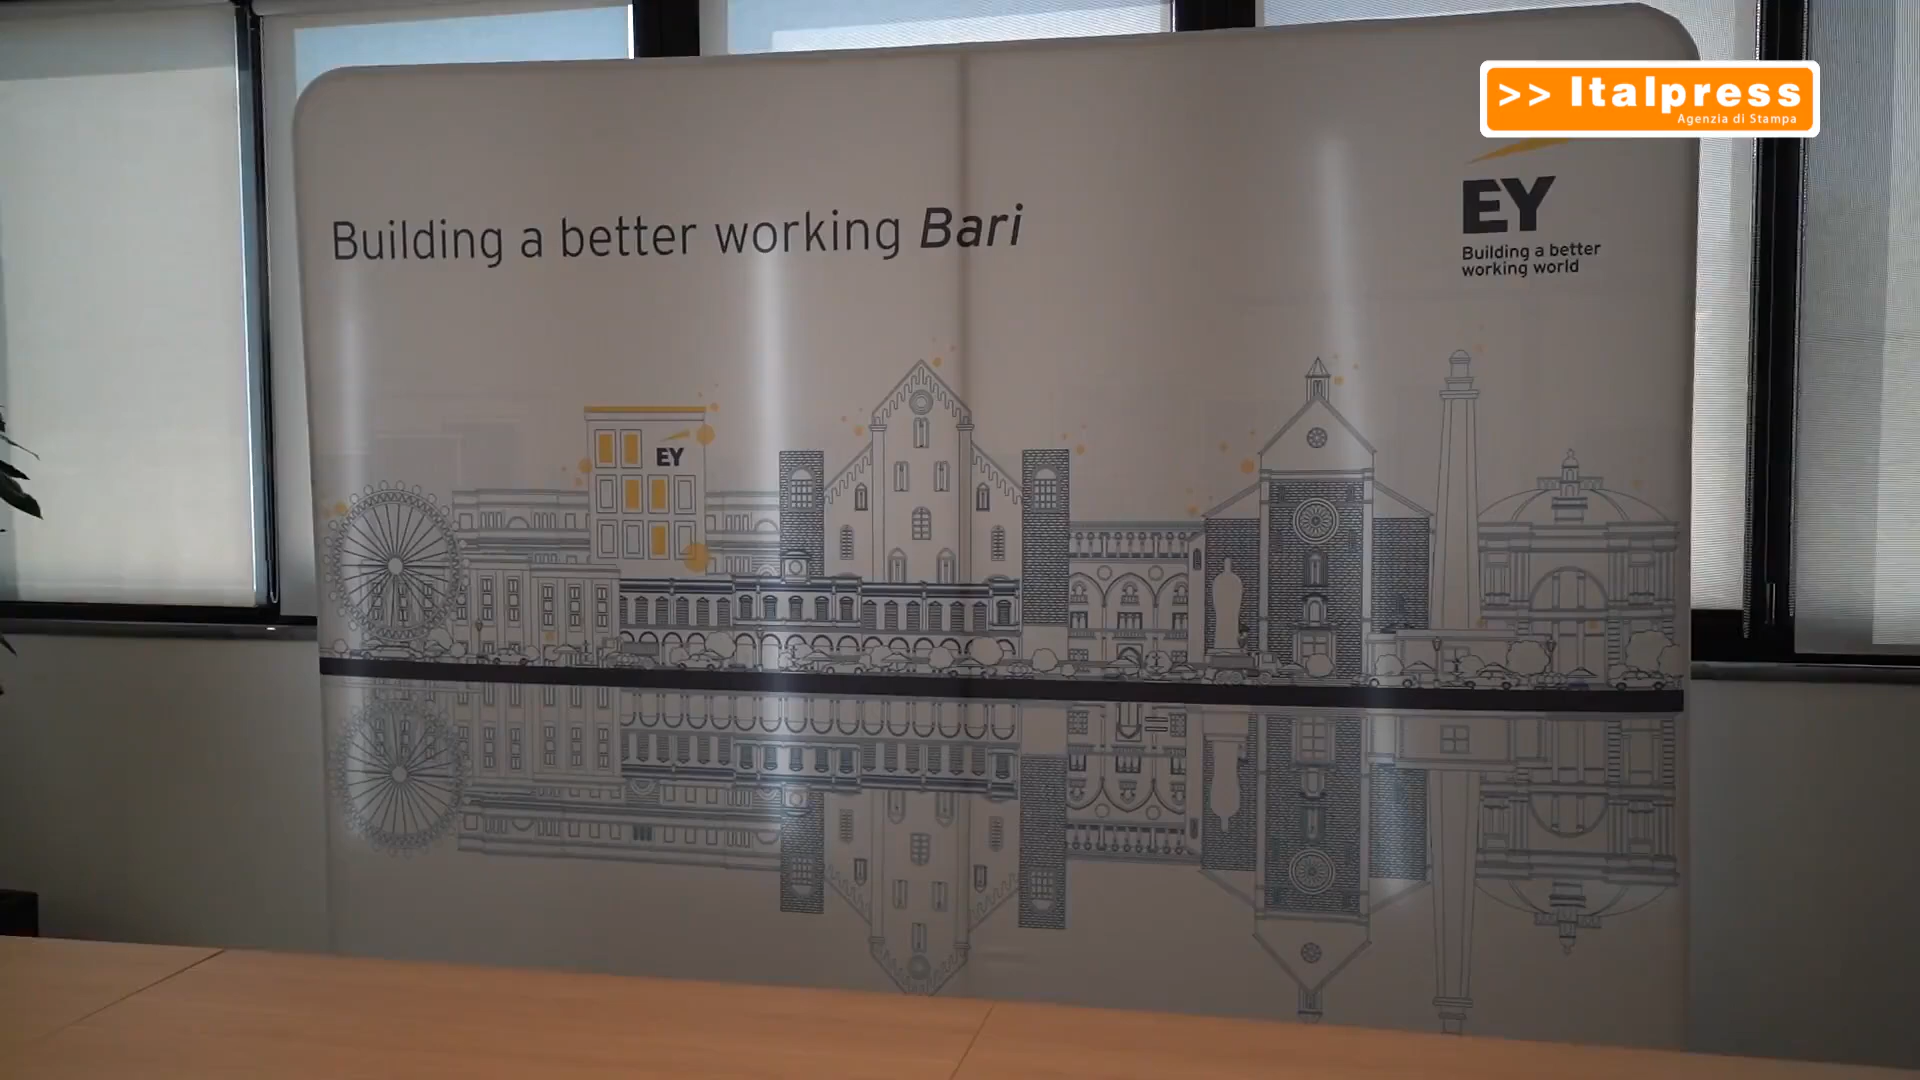 >> Italpress
Agenzia di Stampa
Building a better working Bari
EY
Building a better
working world
EY